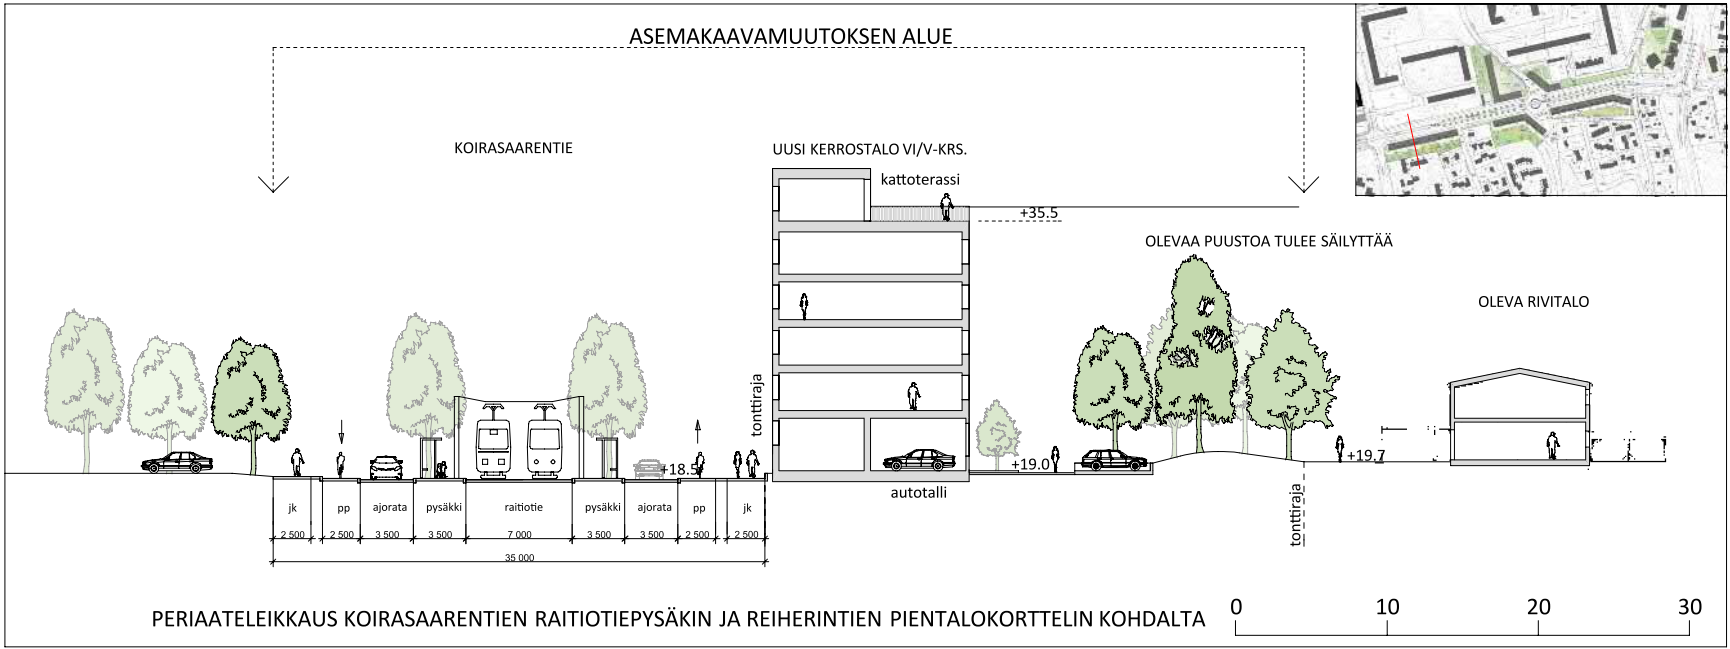 ASEMAKAAVAMUUTOKSEN ALUE
KOIRASAARENTIE
UUSI KERROSTALO VI/V-KRS.
kattoterassi
+35.5
OLEVAA PUUSTOA TULEE SÄILYTTÄÄ
OLEVA RIVITALO
tonttiraja
+18.5
+19.0
+19.7
autotalli
tonttiraja
jk pp ajorata pysäkki raitiotie pysäkki ajorata pp jk
2 500 2 500 3 500 3 500 7 000 3 500 3 500 2 500 2 500
35 000
PERIAATELEIKKAUS KOIRASAARENTIEN RAITIOTIEPYSÄKIN JA REIHERINTIEN PIENTALOKORTTELIN KOHDALTA
0 10 20 30